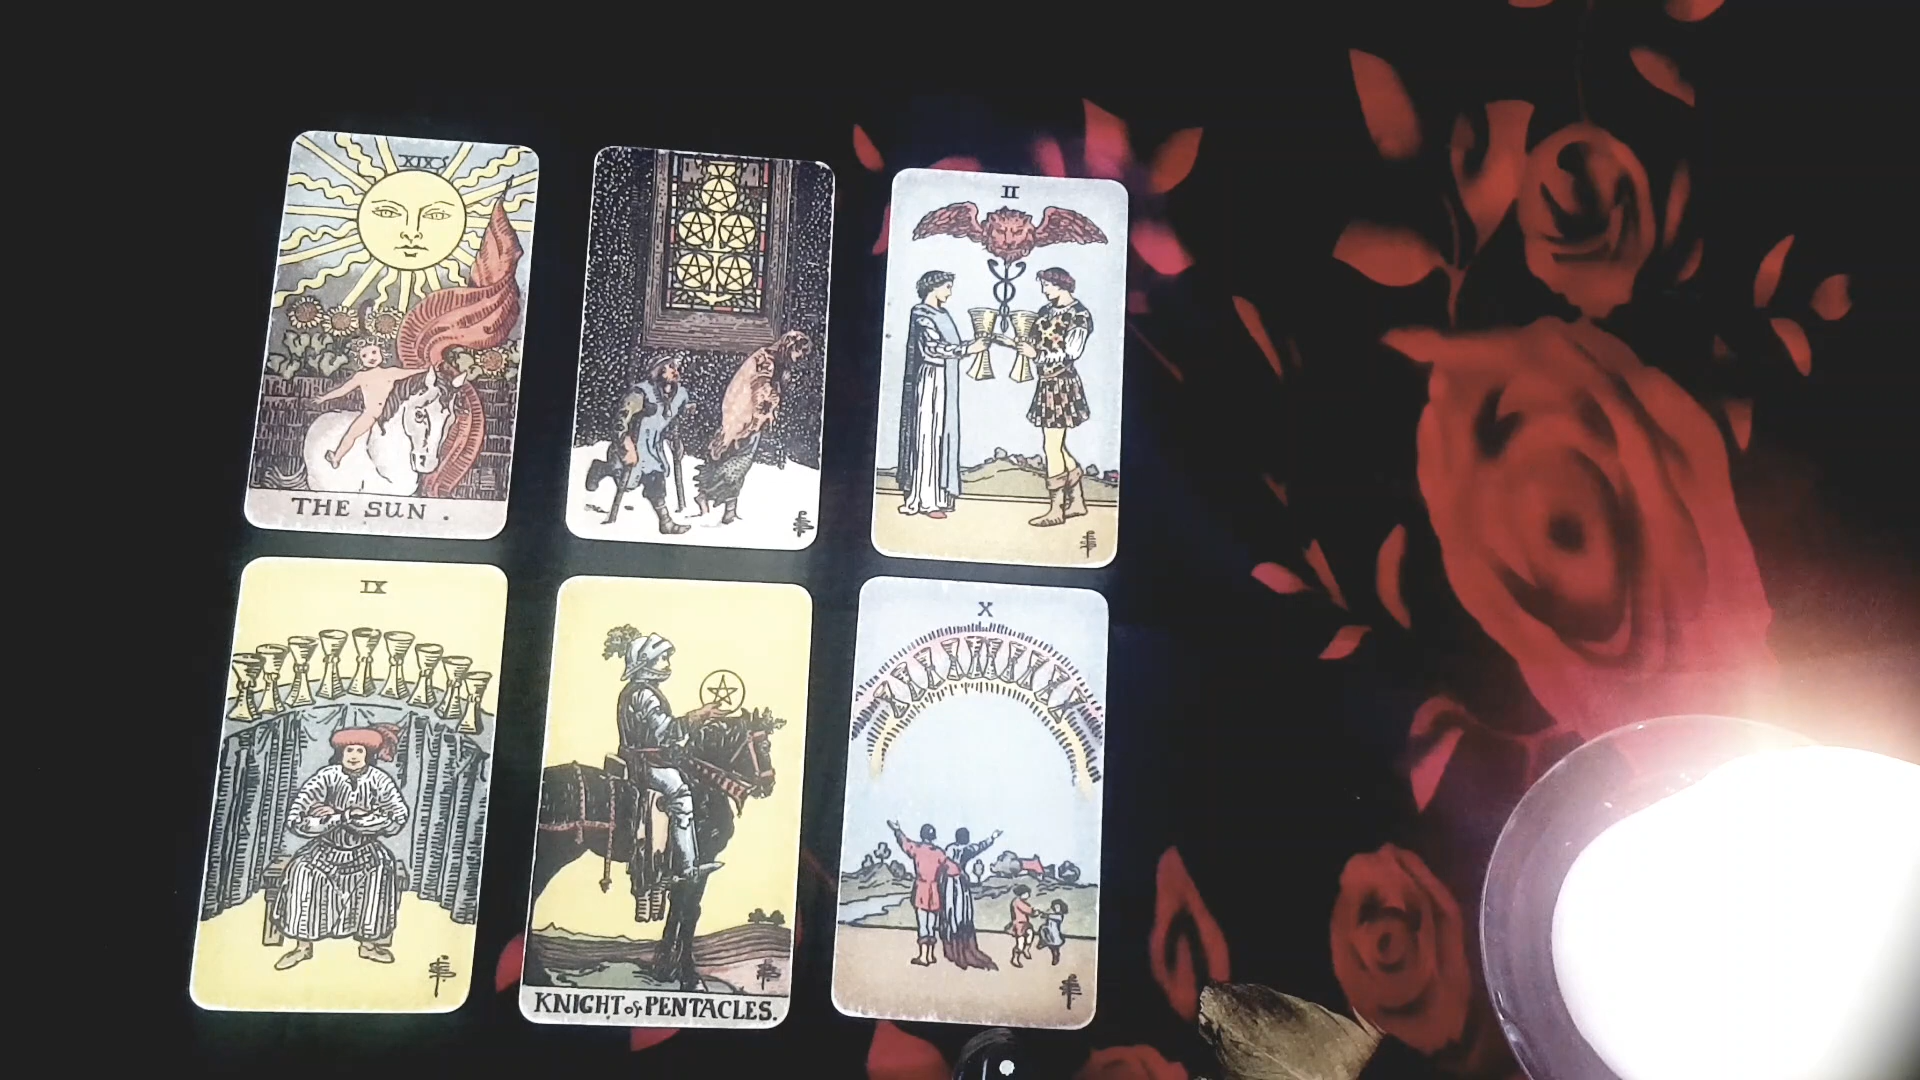 XIX
THE SUN.
II
IX
X
KNIGHT of PENTACLES.